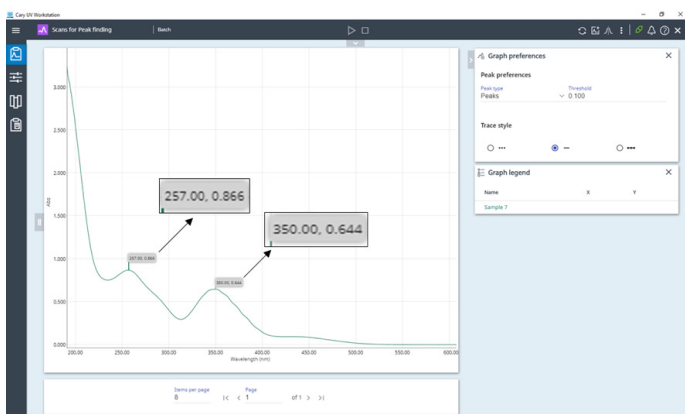 Cary UV Workstation
Scans for Peak finding
Batch
Graph preferences
Peak preferences
Peak type
Threshold
Peaks
0.100
Trace style
Graph legend
Name X Y
Sample 7
3.000
2.500
2.000
1.500
1.000
0.500
0.000
Abs
257.00, 0.866
350.00, 0.644
257.00, 0.866
350.00, 0.644
200.00 250.00 300.00 350.00 400.00 450.00 500.00 550.00 600.00
Wavelength (nm)
Items per page
8
Page
1
of 1